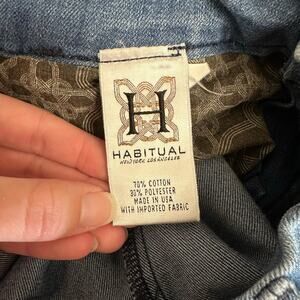 H
HABITUAL
NEW YORK LOS ANGELES
70% COTTON
30% POLYESTER
MADE IN USA
WITH IMPORTED FABRIC